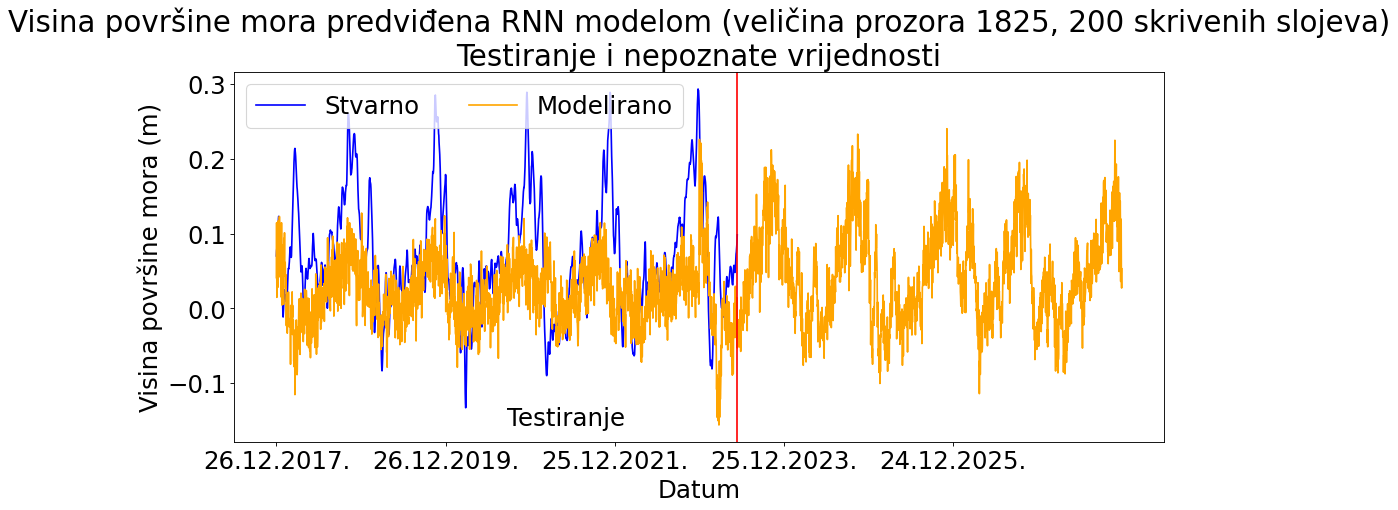 Visina površine mora predviđena RNN modelom (veličina prozora 1825, 200 skrivenih slojeva)
Testiranje i nepoznate vrijednosti
Stvarno Modelirano
Visina površine mora (m)
0.3
0.2
0.1
0.0
−0.1
Testiranje
26.12.2017. 26.12.2019. 25.12.2021. 25.12.2023. 24.12.2025.
Datum